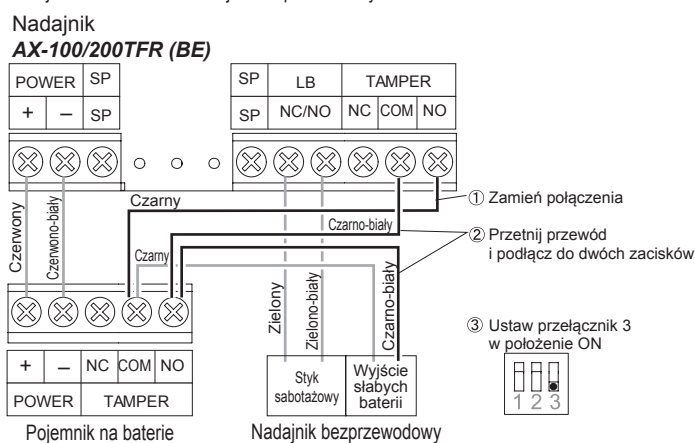 Nadajnik
AX-100/200TFR (BE)
POWER SP SP LB TAMPER
+ – SP SP NC/NO NC COM NO
Czarny
① Zamień połączenia
Czarno-biały
② Przetnij przewód
i podłącz do dwóch zacisków
Czerwony
Czerwono-biały
Czarny
Zielony
Zielono-biały
Czarno-biały
③ Ustaw przełącznik 3
w położenie ON
+ – NC COM NO
POWER TAMPER
Styk
sabotażowy
Wyjście
słabych
baterii
1 2 3
Pojemnik na baterie
Nadajnik bezprzewodowy